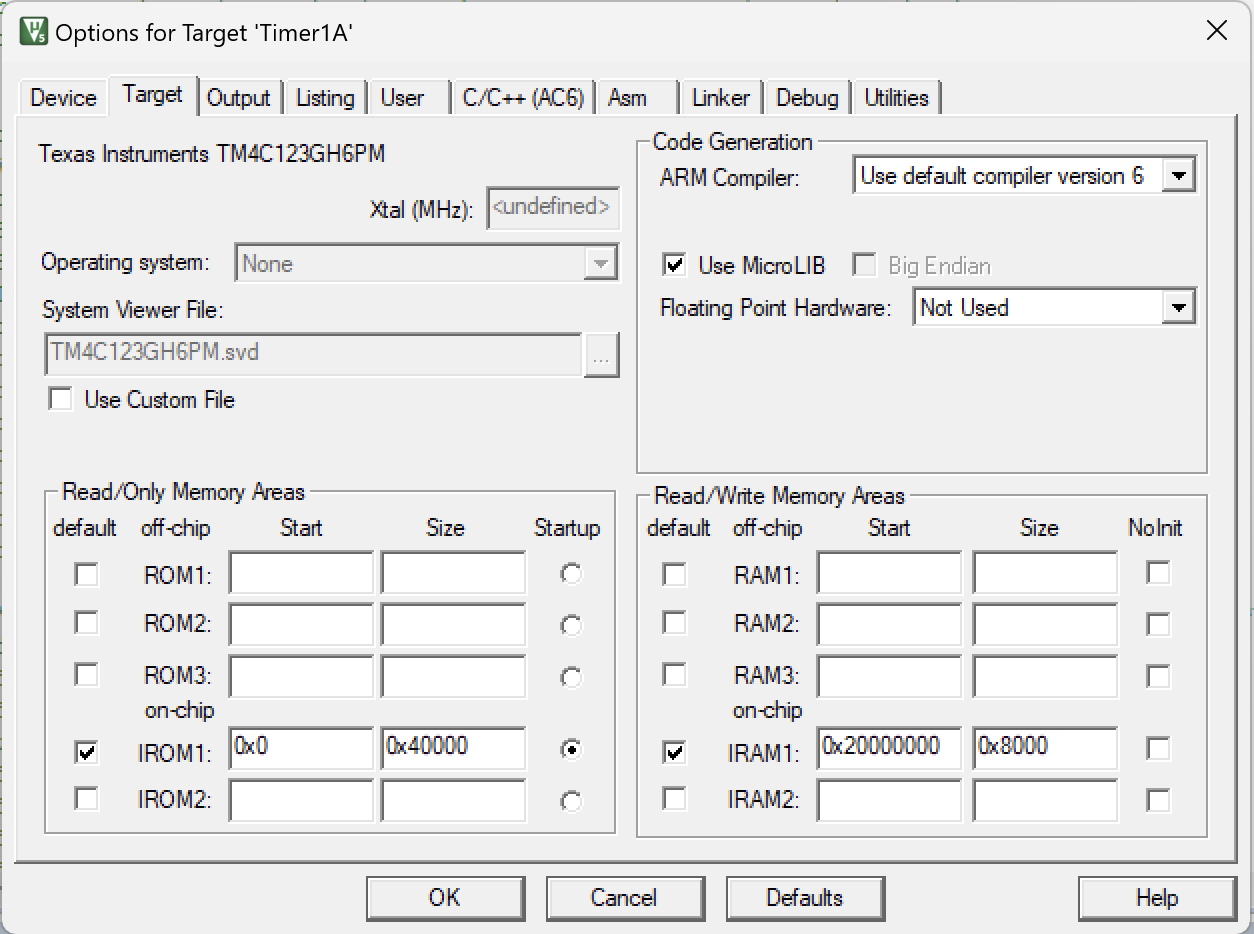 Options for Target 'Timer1A'
Device Target Output Listing User C/C++ (AC6) Asm Linker Debug Utilities
Texas Instruments TM4C123GH6PM
Xtal (MHz): <undefined>
Operating system: None
System Viewer File:
TM4C123GH6PM.svd ...
Use Custom File
Code Generation
ARM Compiler: Use default compiler version 6
Use MicroLIB Big Endian
Floating Point Hardware: Not Used
Read/Only Memory Areas
default off-chip Start Size Startup
ROM1:
ROM2:
ROM3:
on-chip
IROM1: 0x0 0x40000
IROM2:
Read/Write Memory Areas
default off-chip Start Size NoInit
RAM1:
RAM2:
RAM3:
on-chip
IRAM1: 0x20000000 0x8000
IRAM2:
OK Cancel Defaults Help